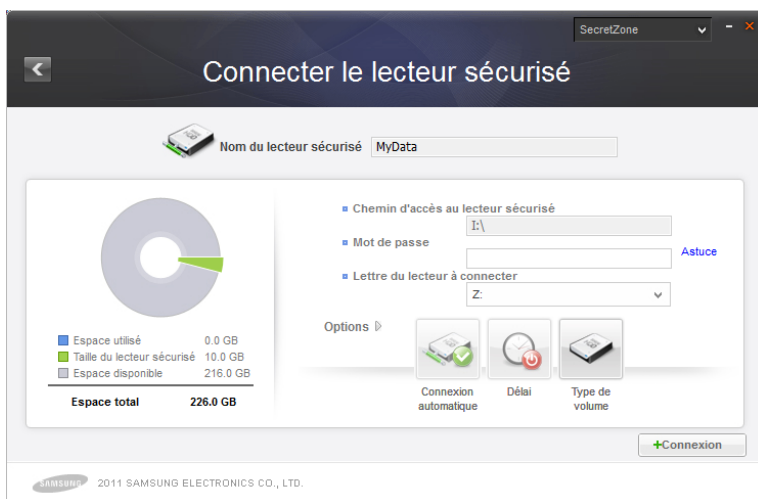 SecretZone
Connecter le lecteur sécurisé
Nom du lecteur sécurisé MyData
Chemin d'accès au lecteur sécurisé
I:\
Mot de passe
Astuce
Lettre du lecteur à connecter
Z:
Espace utilisé 0.0 GB
Taille du lecteur sécurisé 10.0 GB
Espace disponible 216.0 GB
Espace total 226.0 GB
Options
Connexion automatique
Délai
Type de volume
+Connexion
SAMSUNG 2011 SAMSUNG ELECTRONICS CO., LTD.